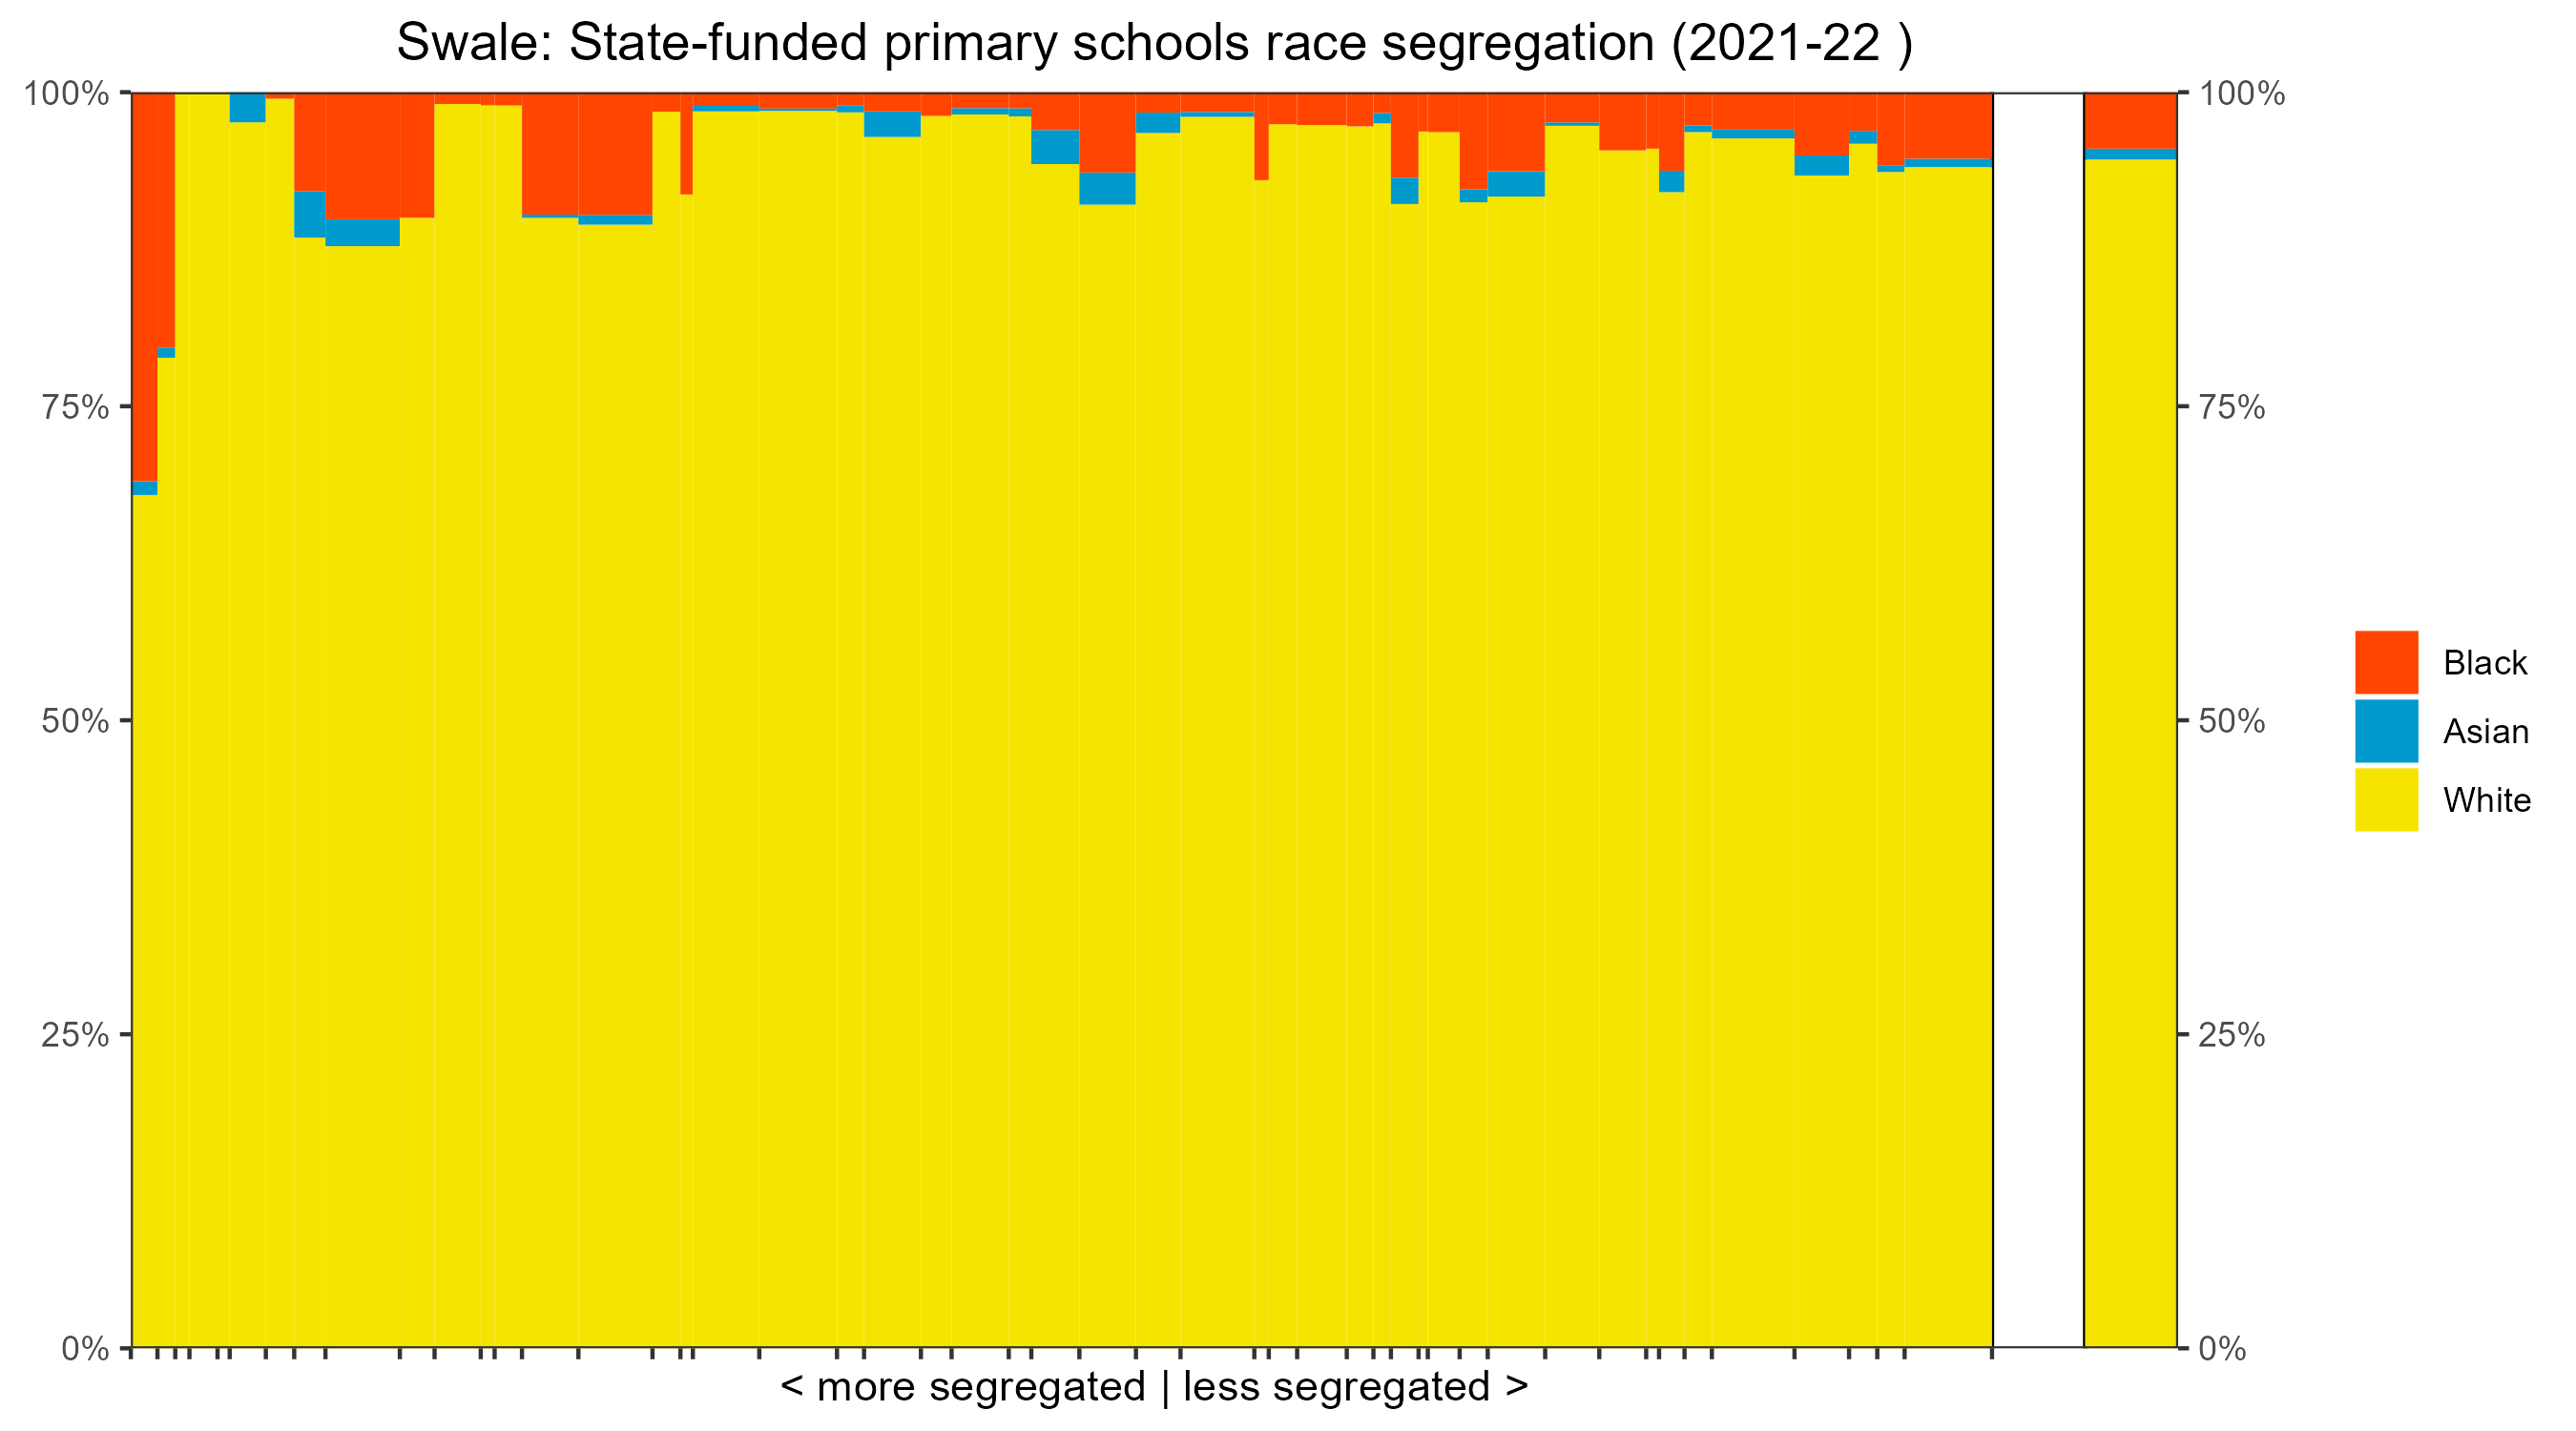 Swale: State-funded primary schools race segregation (2021-22 )
100%
75%
50%
25%
0%
100%
75%
50%
25%
0%
Black
Asian
White
< more segregated | less segregated >